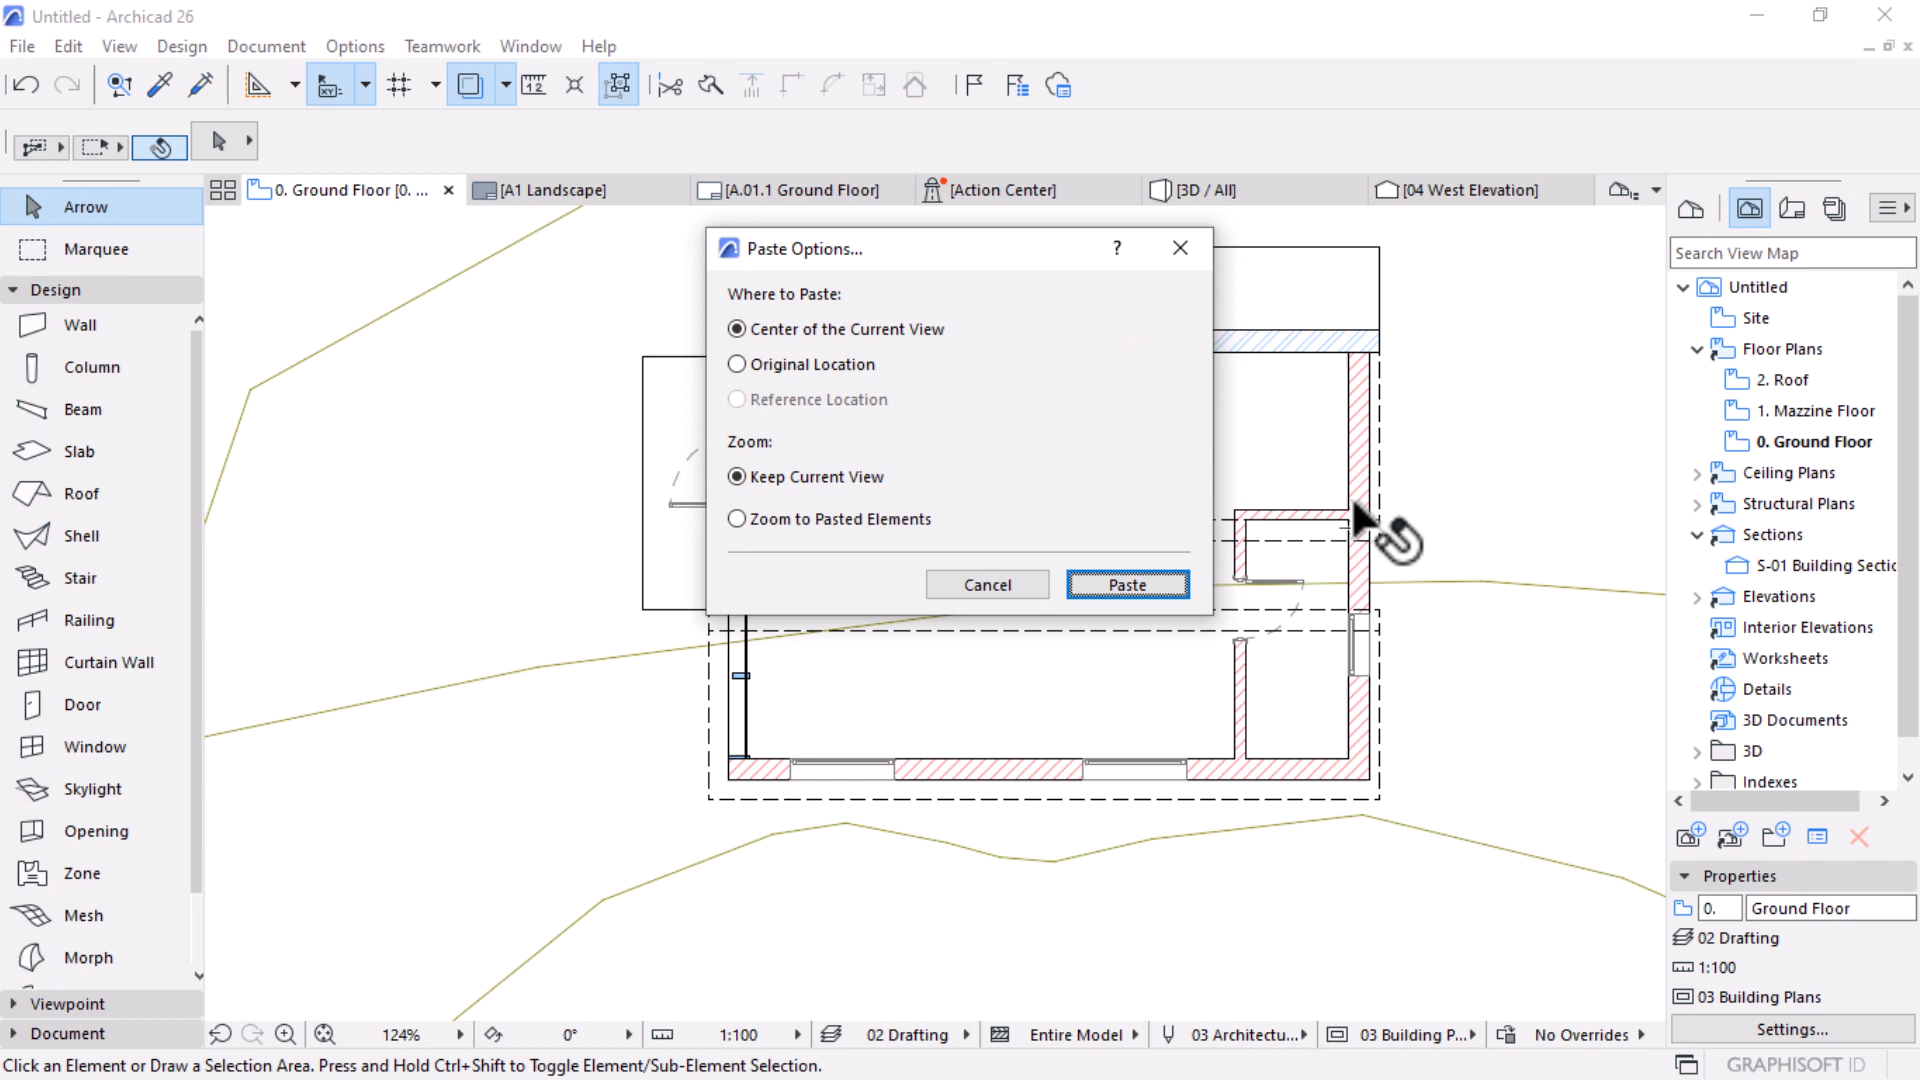 Untitled - Archicad 26
File Edit View Design Document Options Teamwork Window Help
0. Ground Floor [0. ...
[A1 Landscape]
[A.01.1 Ground Floor]
[Action Center]
[3D / All]
[04 West Elevation]
Arrow
Marquee
Design
Wall
Column
Beam
Slab
Roof
Shell
Stair
Railing
Curtain Wall
Door
Window
Skylight
Opening
Zone
Mesh
Morph
Viewpoint
Document
Paste Options...
?
Where to Paste:
Center of the Current View
Original Location
Reference Location
Zoom:
Keep Current View
Zoom to Pasted Elements
Cancel
Paste
Search View Map
Untitled
Site
Floor Plans
2. Roof
1. Mazzine Floor
0. Ground Floor
Ceiling Plans
Structural Plans
Sections
S-01 Building Sectic
Elevations
Interior Elevations
Worksheets
Details
3D Documents
3D
Indexes
Properties
0. Ground Floor
02 Drafting
1:100
03 Building Plans
Settings...
124% 0° 1:100 02 Drafting Entire Model 03 Architectu... 03 Building P... No Overrides
Click an Element or Draw a Selection Area. Press and Hold Ctrl+Shift to Toggle Element/Sub-Element Selection.
GRAPHISOFT ID